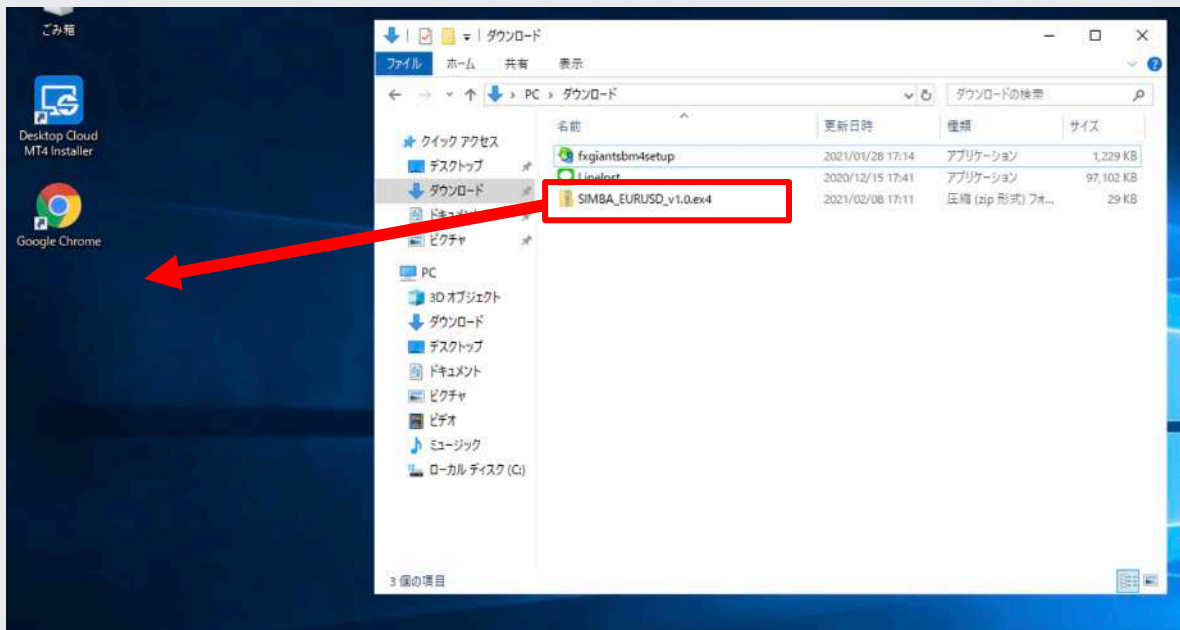 ごみ箱
Desktop Cloud
MT4 Installer
Google Chrome
ダウンロード
ファイル ホーム 共有 表示
PC › ダウンロード
ダウンロードの検索
名前 更新日時 種類 サイズ
fxgiantsbm4setup 2021/01/28 17:14 アプリケーション 1,229 KB
LineInst 2020/12/15 17:41 アプリケーション 97,102 KB
SIMBA_EURUSD_v1.0.ex4 2021/02/08 17:11 圧縮 (zip 形式) フォ... 29 KB
クイック アクセス
デスクトップ
ダウンロード
ドキュメント
ピクチャ
PC
3D オブジェクト
ダウンロード
デスクトップ
ドキュメント
ピクチャ
ビデオ
ミュージック
ローカル ディスク (C:)
3 個の項目